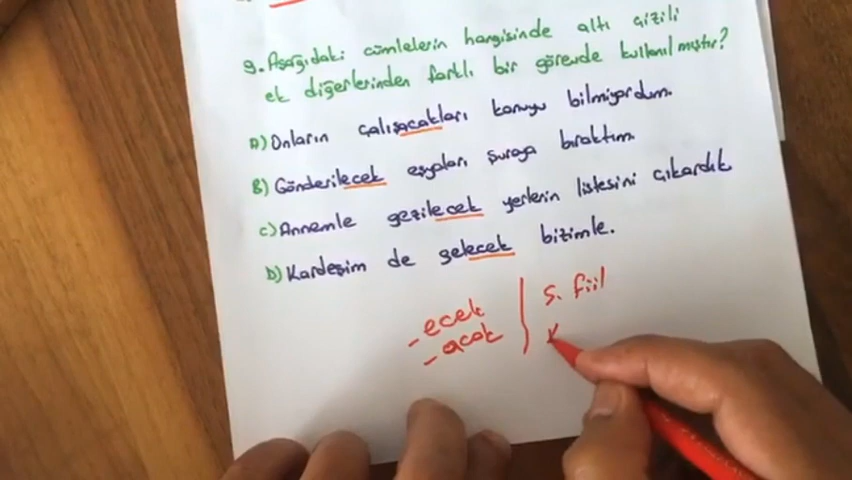 9. Aşağıdaki cümlelerin hangisinde altı çizili
ek diğerlerinden farklı bir görevde kullanılmıştır?
A) Onların çalışacakları konuyu bilmiyordum.
B) Gönderilecek eşyaları şuraya bıraktım.
C) Annemle gezilecek yerlerin listesini çıkardık
D) Kardeşim de gelecek bizimle.
-ecek
-acak
S. fiil
K